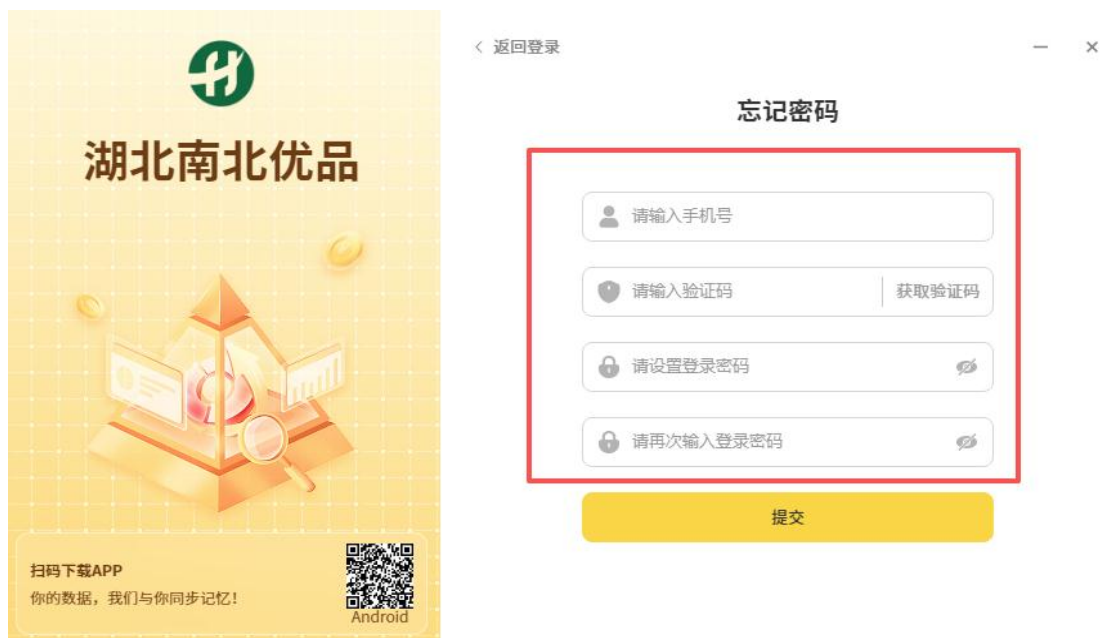 湖北南北优品
扫码下载APP
你的数据，我们与你同步记忆！
Android
返回登录
忘记密码
请输入手机号
请输入验证码
获取验证码
请设置登录密码
请再次输入登录密码
提交